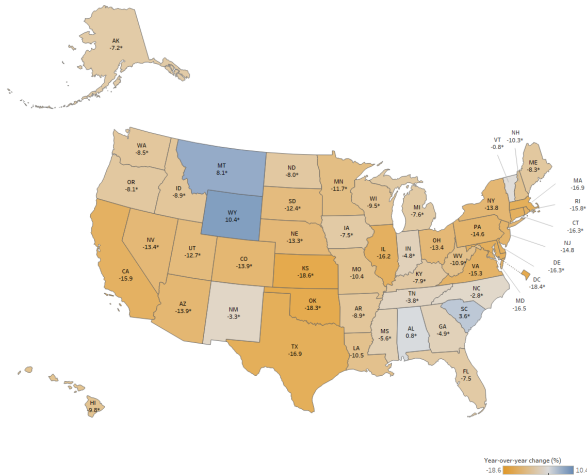 AK
-7.2*
WA
-8.5*
OR
-8.1*
ID
-8.9*
MT
8.1*
WY
10.4*
NV
-13.4*
UT
-12.7*
CO
-13.9*
CA
-15.9
AZ
-13.9*
NM
-3.3*
ND
-8.0*
SD
-12.4*
NE
-13.3*
KS
-18.6*
OK
-18.3*
TX
-16.9
MN
-11.7*
IA
-7.5*
MO
-10.4
AR
-8.9*
LA
-10.5
WI
-9.5*
IL
-16.2
MI
-7.6*
IN
-4.8*
OH
-13.4
KY
-7.9*
TN
-3.8*
MS
-5.6*
AL
0.8*
GA
-4.9*
FL
-7.5
SC
3.6*
NC
-2.8*
VA
-15.3
WV
-10.9*
PA
-14.6
NY
-13.8
VT
-0.8*
NH
-10.3*
ME
-8.3*
MA
-16.9
RI
-15.8*
CT
-16.3*
NJ
-14.8
DE
-16.3*
DC
-18.4*
MD
-16.5
HI
-9.8*
Year-over-year change (%)
-18.6
10.4